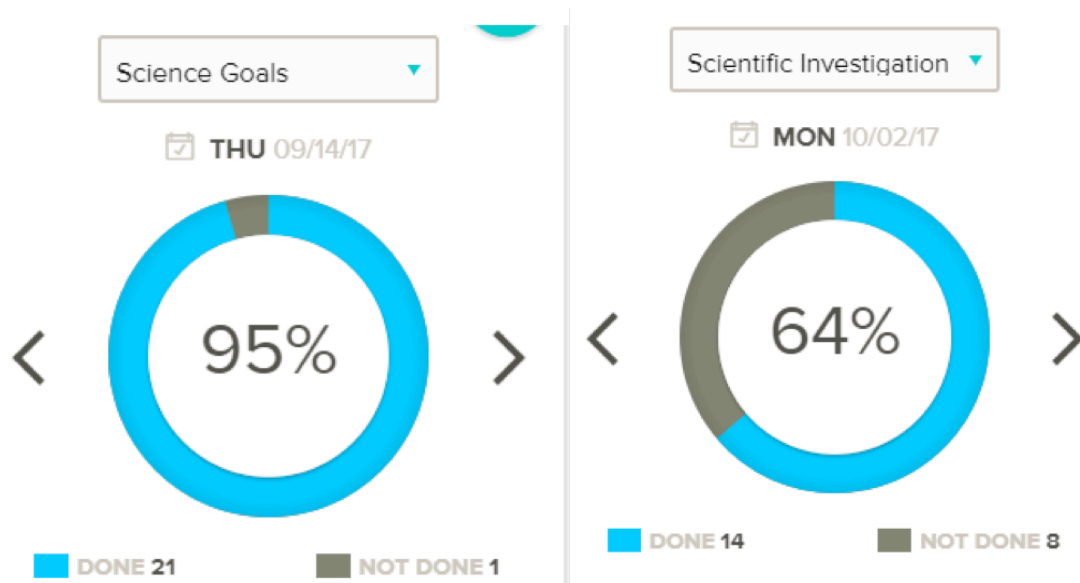 Science Goals
THU 09/14/17
95%
DONE 21
NOT DONE 1
Scientific Investigation
MON 10/02/17
64%
DONE 14
NOT DONE 8